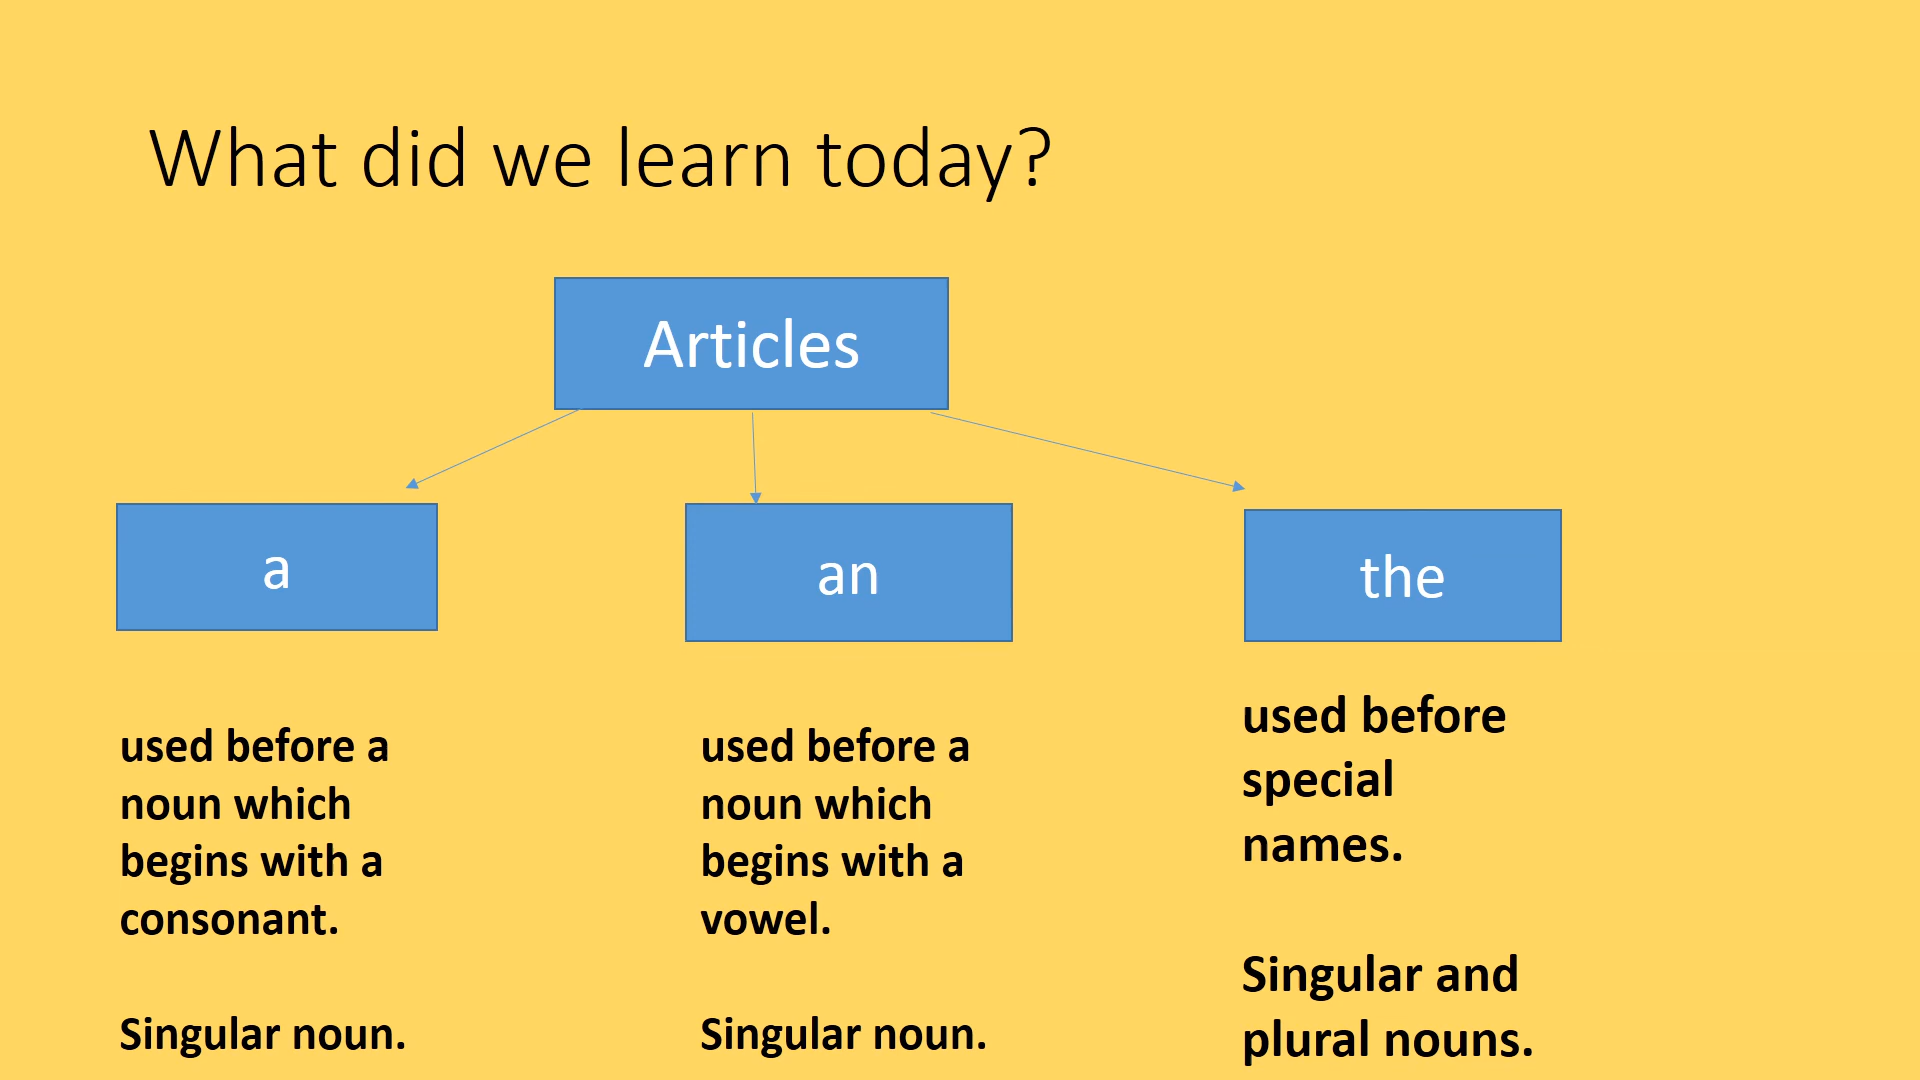 What did we learn today?
Articles
a
an
the
used before a
noun which
begins with a
consonant.
Singular noun.
used before a
noun which
begins with a
vowel.
Singular noun.
used before
special
names.
Singular and
plural nouns.